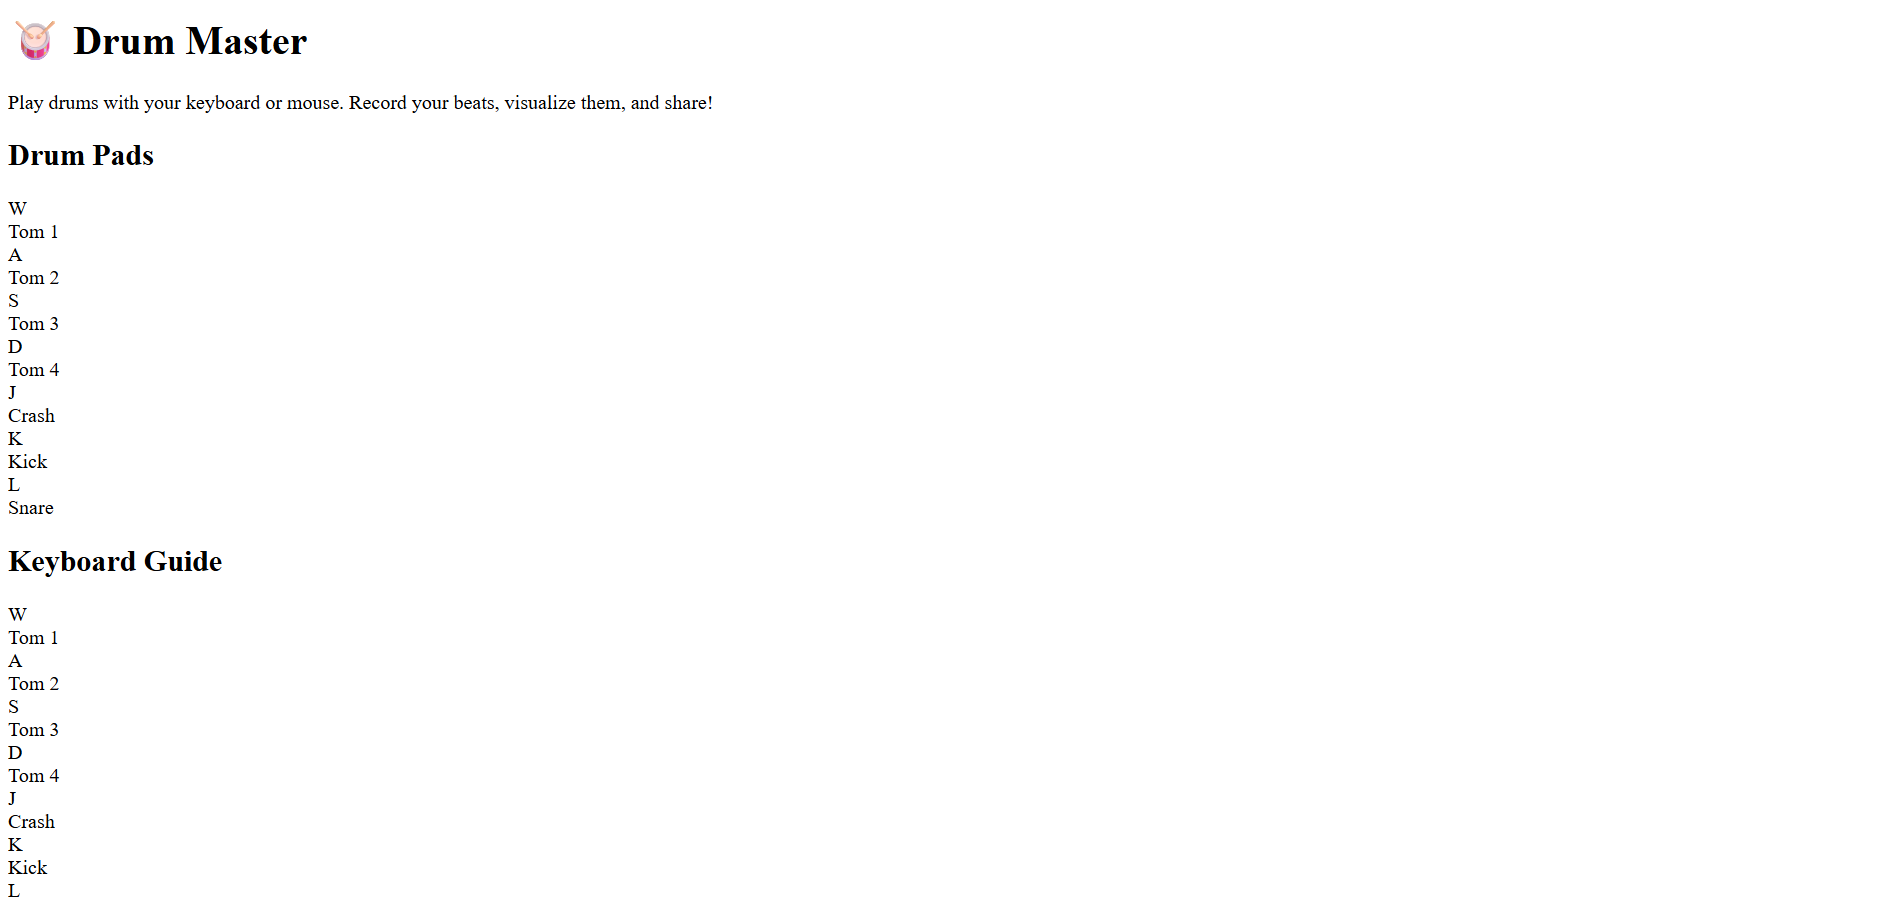 Drum Master
Play drums with your keyboard or mouse. Record your beats, visualize them, and share!
Drum Pads
W
Tom 1
A
Tom 2
S
Tom 3
D
Tom 4
J
Crash
K
Kick
L
Snare
Keyboard Guide
W
Tom 1
A
Tom 2
S
Tom 3
D
Tom 4
J
Crash
K
Kick
L